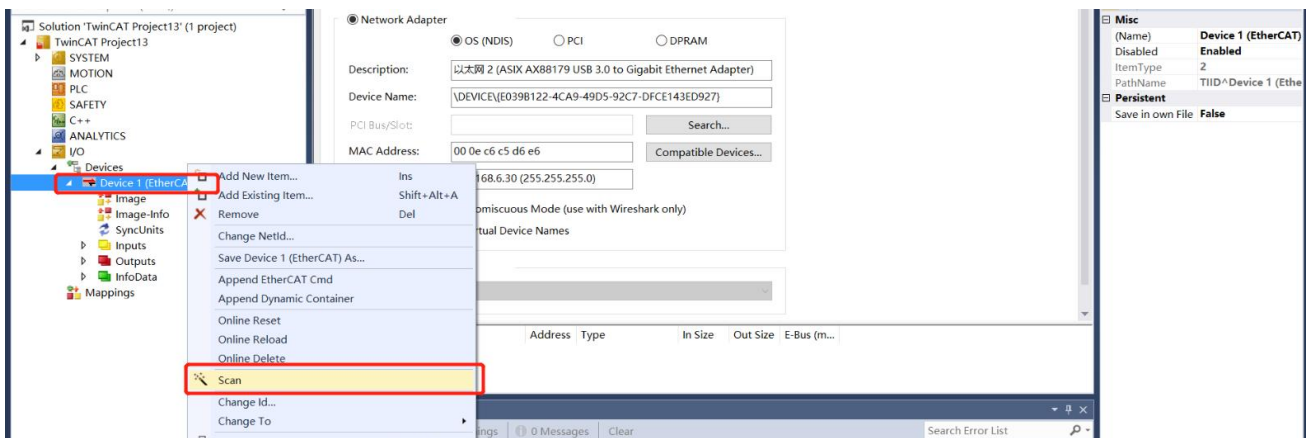 Solution 'TwinCAT Project13' (1 project)
TwinCAT Project13
SYSTEM
MOTION
PLC
SAFETY
C++
ANALYTICS
I/O
Devices
Device 1 (EtherCA
Image
Image-Info
SyncUnits
Inputs
Outputs
InfoData
Mappings
Add New Item... Ins
Add Existing Item... Shift+Alt+A
Remove Del
Change NetId...
Save Device 1 (EtherCAT) As...
Append EtherCAT Cmd
Append Dynamic Container
Online Reset
Online Reload
Online Delete
Scan
Change Id...
Change To
Network Adapter
OS (NDIS) PCI DPRAM
Description: 以太网 2 (ASIX AX88179 USB 3.0 to Gigabit Ethernet Adapter)
Device Name: \DEVICE\{E039B122-4CA9-49D5-92C7-DFCE143ED927}
PCI Bus/Slot: Search...
MAC Address: 00 0e c6 c5 d6 e6 Compatible Devices...
168.6.30 (255.255.255.0)
omiscuous Mode (use with Wireshark only)
rtual Device Names
Address Type In Size Out Size E-Bus (m...
ings 0 Messages Clear Search Error List
Misc
(Name) Device 1 (EtherCAT)
Disabled Enabled
ItemType 2
PathName TIID^Device 1 (Ethe
Persistent
Save in own File False